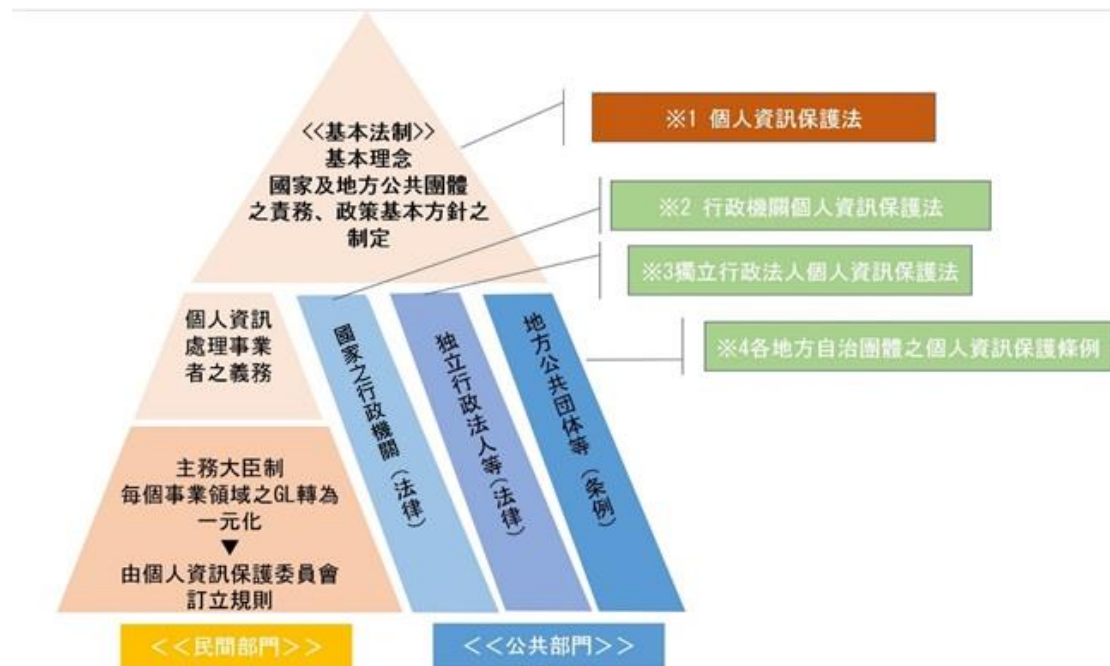 <<基本法制>>
基本理念
國家及地方公共團體
之責務、政策基本方針之
制定
※1 個人資訊保護法
※2 行政機關個人資訊保護法
※3獨立行政法人個人資訊保護法
※4各地方自治團體之個人資訊保護條例
個人資訊
處理事業
者之義務
國家之行政機關(法律)
独立行政法人等(法律)
地方公共団体等(条例)
主務大臣制
每個事業領域之GL轉為
一元化
▼
由個人資訊保護委員會
訂立規則
<<民間部門>>
<<公共部門>>